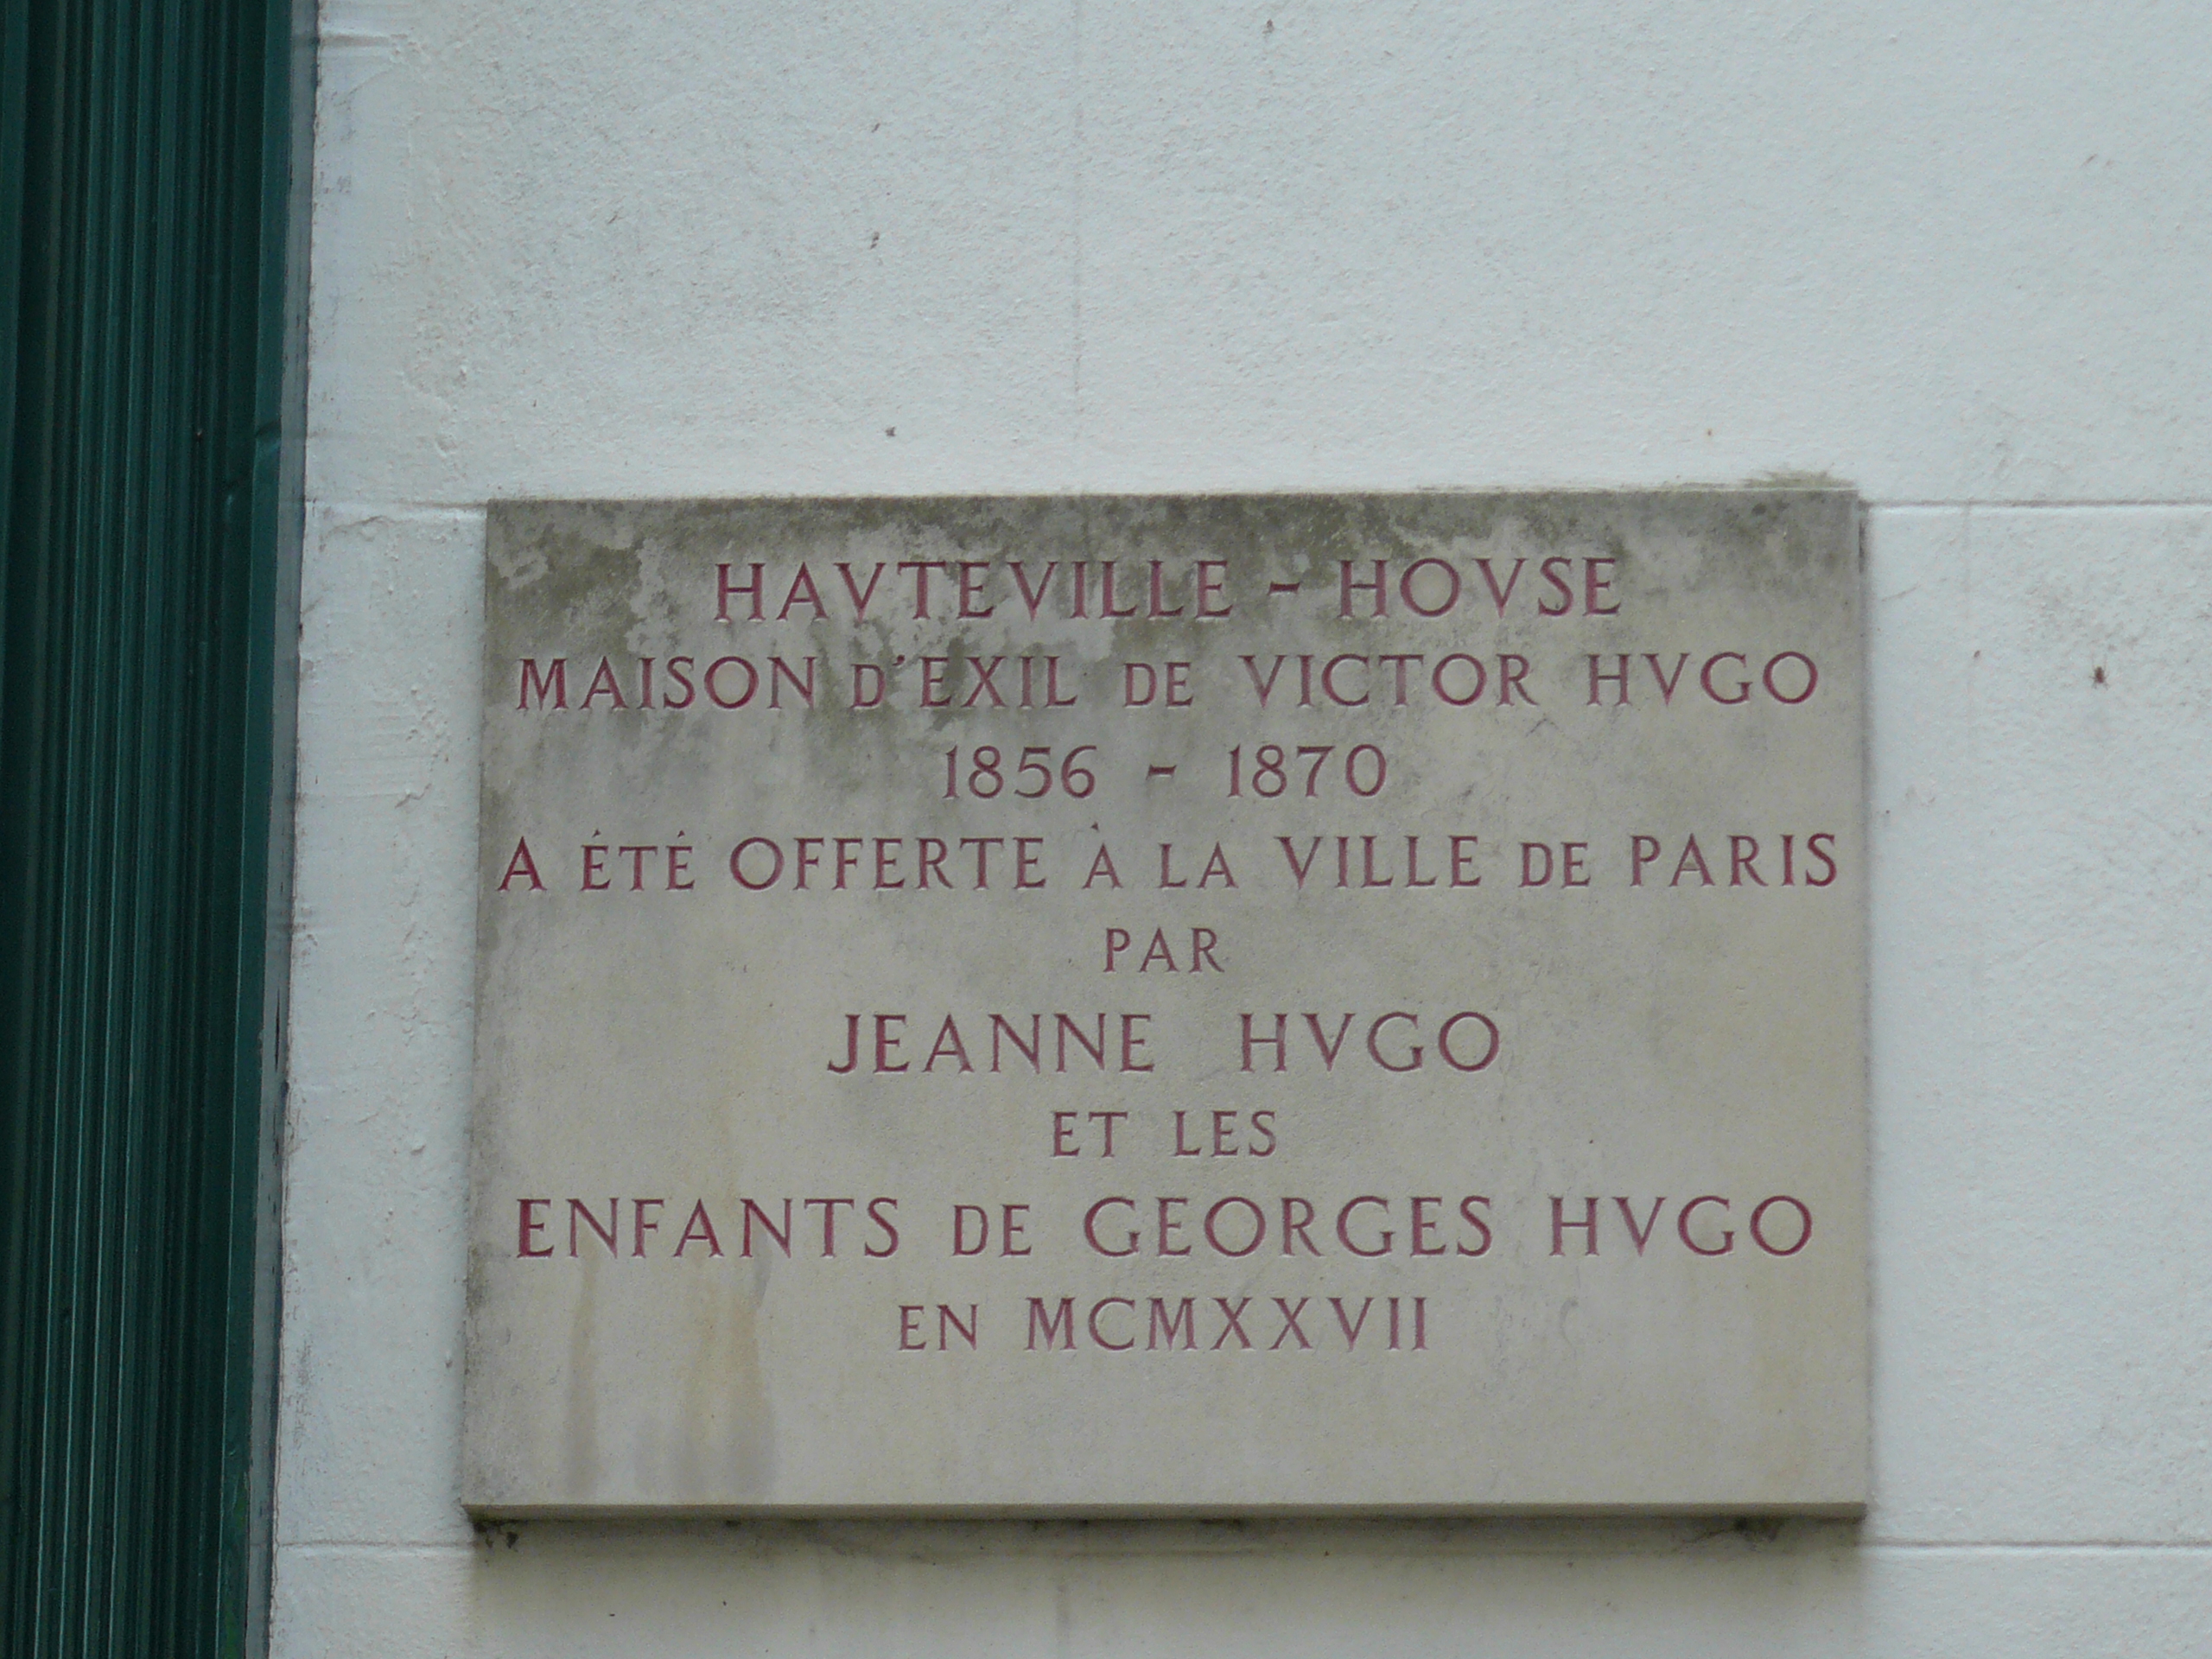 HAVTEVILLE - HOVSE
MAISON D'EXIL DE VICTOR HVGO
1856 - 1870
A ÉTÉ OFFERTE À LA VILLE DE PARIS
PAR
JEANNE HVGO
ET LES
ENFANTS DE GEORGES HVGO
EN MCMXXVII